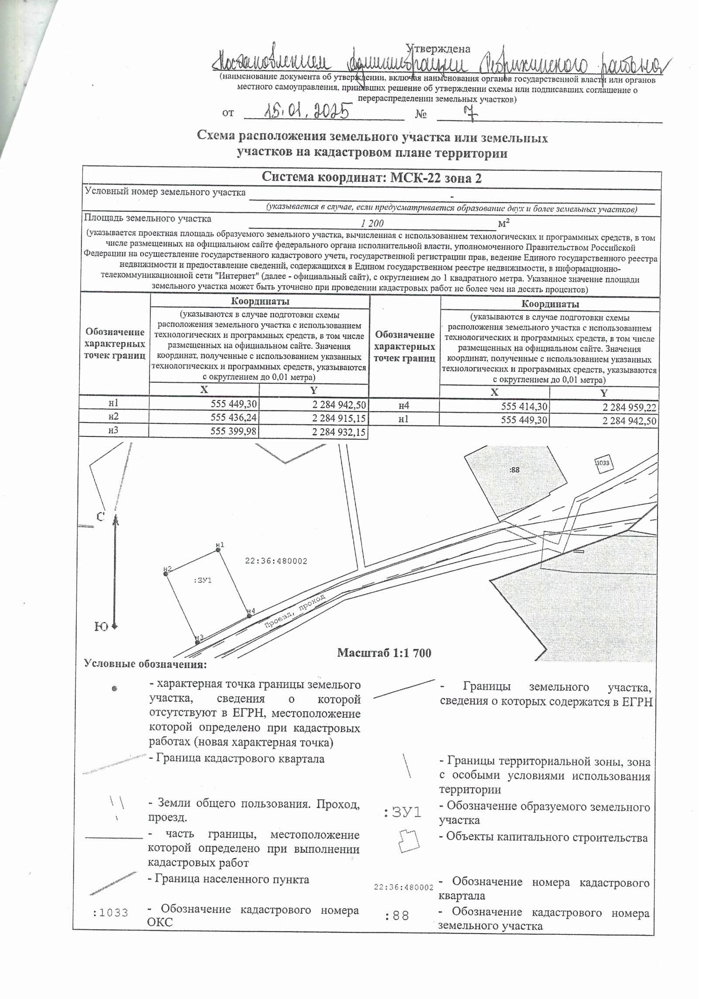 Утверждена
Постановлением Администрации Ребрихинского района
(наименование документа об утверждении, включая наименования органов государственной власти или органов
местного самоуправления, принявших решение об утверждении схемы или подписавших соглашение о
перераспределении земельных участков)
от 15.01.2025 № 7
Схема расположения земельного участка или земельных
участков на кадастровом плане территории
Система координат: МСК-22 зона 2
Условный номер земельного участка -
(указывается в случае, если предусматривается образование двух и более земельных участков)
Площадь земельного участка 1 200 м²
(указывается проектная площадь образуемого земельного участка, вычисленная с использованием технологических и программных средств, в том
числе размещенных на официальном сайте федерального органа исполнительной власти, уполномоченного Правительством Российской
Федерации на осуществление государственного кадастрового учета, государственной регистрации прав, ведение Единого государственного реестра
недвижимости и предоставление сведений, содержащихся в Едином государственном реестре недвижимости, в информационно-
телекоммуникационной сети "Интернет" (далее - официальный сайт), с округлением до 1 квадратного метра. Указанное значение площади
земельного участка может быть уточнено при проведении кадастровых работ не более чем на десять процентов)
Обозначение
характерных
точек границ
Координаты
(указываются в случае подготовки схемы
расположения земельного участка с использованием
технологических и программных средств, в том числе
размещенных на официальном сайте. Значения
координат, полученные с использованием указанных
технологических и программных средств, указываются
с округлением до 0,01 метра)
X Y
Обозначение
характерных
точек границ
Координаты
(указываются в случае подготовки схемы
расположения земельного участка с использованием
технологических и программных средств, в том числе
размещенных на официальном сайте. Значения
координат, полученные с использованием указанных
технологических и программных средств, указываются
с округлением до 0,01 метра)
X Y
н1 555 449,30 2 284 942,50 н4 555 414,30 2 284 959,22
н2 555 436,24 2 284 915,15 н1 555 449,30 2 284 942,50
н3 555 399,98 2 284 932,15
:88
:1033
С
н1
22:36:480002
н2
:ЗУ1
н4
Проезд, проход
Ю
н3
Масштаб 1:1 700
Условные обозначения:
- характерная точка границы земелього
участка, сведения о которой
отсутствуют в ЕГРН, местоположение
которой определено при кадастровых
работах (новая характерная точка)
- Границы земельного участка,
сведения о которых содержатся в ЕГРН
- Граница кадастрового квартала
- Границы территориальной зоны, зона
с особыми условиями использования
территории
- Земли общего пользования. Проход,
проезд.
:ЗУ1 - Обозначение образуемого земельного
участка
- часть границы, местоположение
которой определено при выполнении
кадастровых работ
- Объекты капитального строительства
- Граница населенного пункта
22:36:480002 - Обозначение номера кадастрового
квартала
:1033 - Обозначение кадастрового номера
ОКС
:88 - Обозначение кадастрового номера
земельного участка